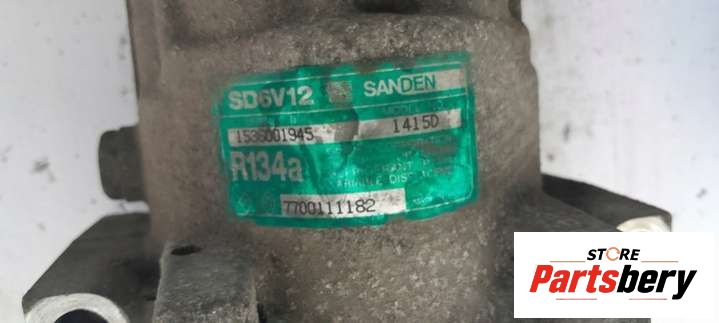 SD6V12 SANDEN
1536001945 1415D
R134a
7700111182
STORE
Partsbery